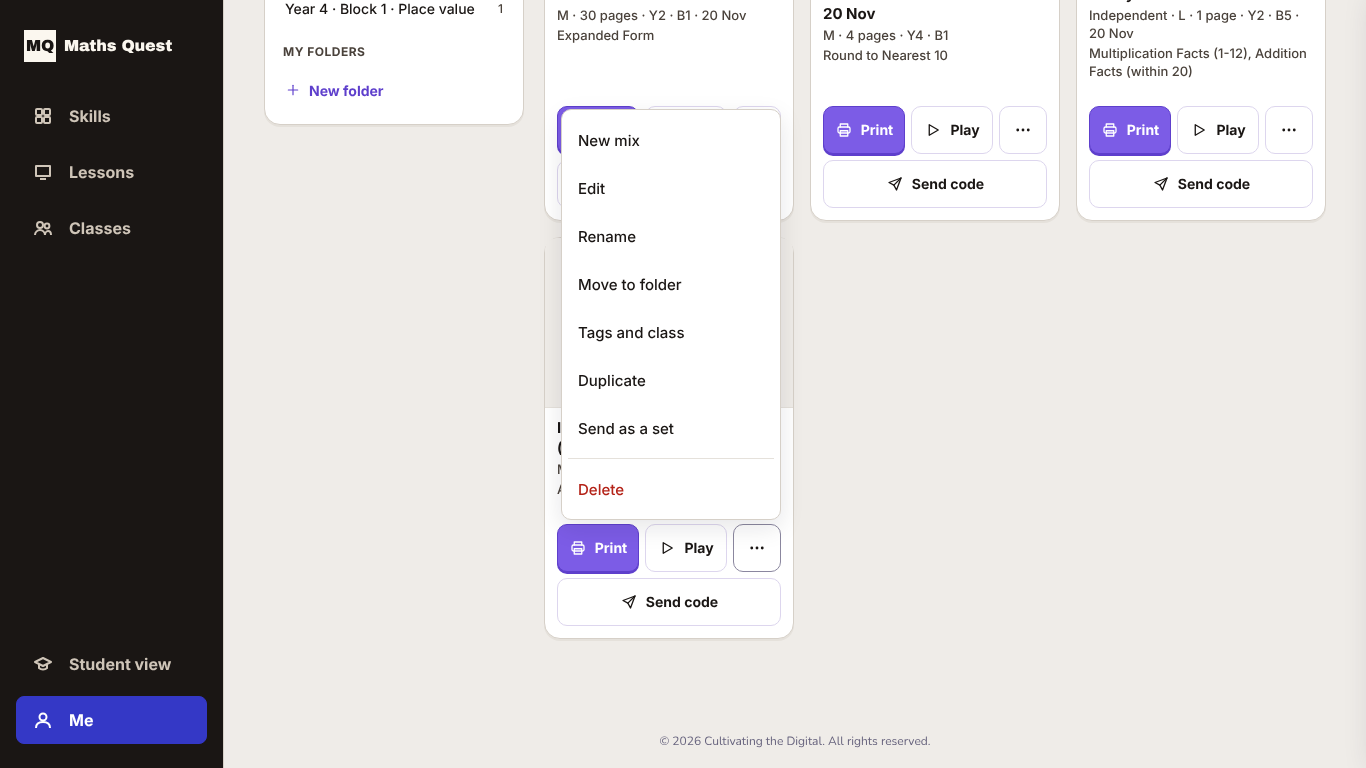 MQ Maths Quest
Skills
Lessons
Classes
Student view
Me
Year 4 · Block 1 · Place value 1
MY FOLDERS
New folder
M · 30 pages · Y2 · B1 · 20 Nov
Expanded Form
20 Nov
M · 4 pages · Y4 · B1
Round to Nearest 10
Print
Play
Send code
Independent · L · 1 page · Y2 · B5 ·
20 Nov
Multiplication Facts (1-12), Addition
Facts (within 20)
Print
Play
Send code
New mix
Edit
Rename
Move to folder
Tags and class
Duplicate
Send as a set
Delete
Print
Play
Send code
© 2026 Cultivating the Digital. All rights reserved.